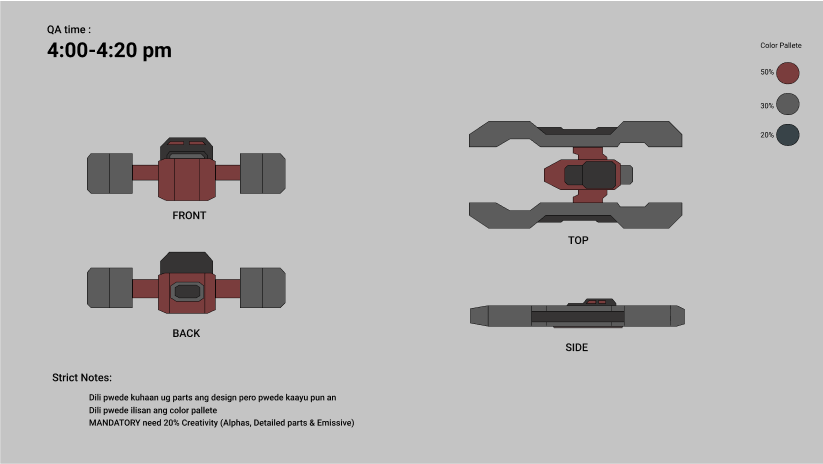 QA time :
4:00-4:20 pm
Color Pallete
50%
30%
20%
FRONT
TOP
BACK
SIDE
Strict Notes:
Dili pwede kuhaan ug parts ang design pero pwede kaayu pun an
Dili pwede ilisan ang color pallete
MANDATORY need 20% Creativity (Alphas, Detailed parts & Emissive)